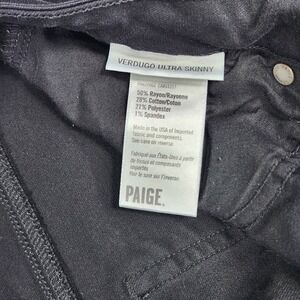 VERDUGO ULTRA SKINNY
50% Rayon/Rayonne
28% Cotton/Coton
21% Polyester
1% Spandex
Made in the USA of Imported
fabric and components.
See care on reverse
Fabriqué aux États-Unis à partir
de tissus et composants
importés
Voir le soin sur l'inverse.
PAIGE.